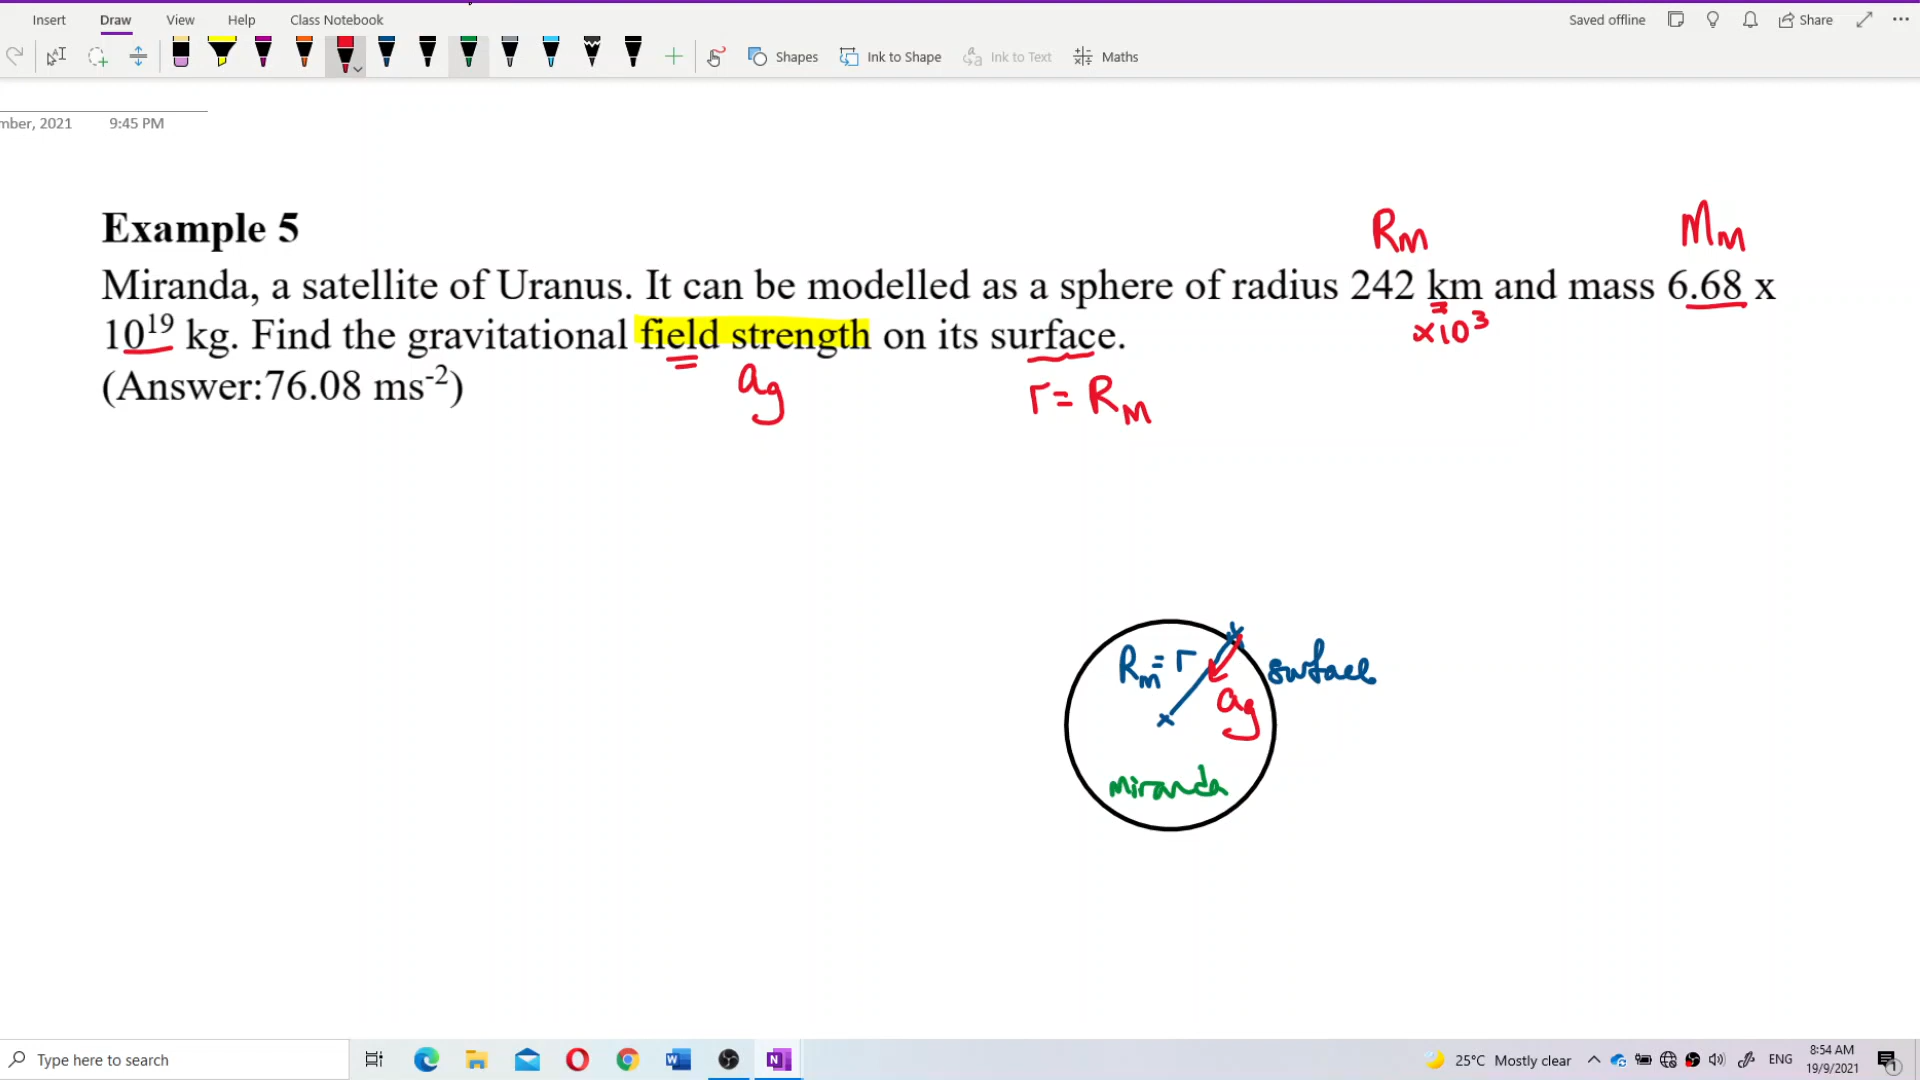 Insert Draw View Help Class Notebook Saved offline Share
Shapes Ink to Shape Ink to Text Maths
mber, 2021 9:45 PM
Rm Mm
Example 5
Miranda, a satellite of Uranus. It can be modelled as a sphere of radius 242 km and mass 6.68 x
10¹⁹ kg. Find the gravitational field strength on its surface.
x10³
(Answer:76.08 ms⁻²)
ag
r = Rm
Rm = r
surface
ag
miranda
Type here to search
25°C Mostly clear ENG 8:54 AM
19/9/2021
1